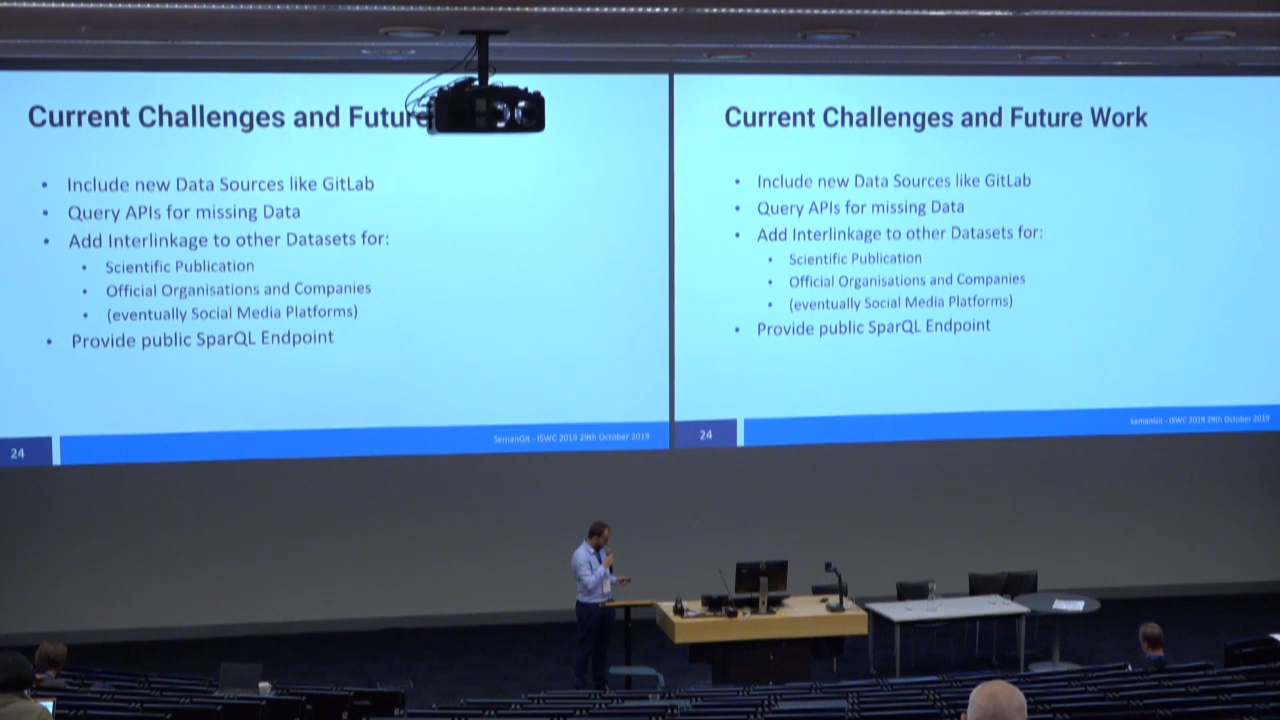 Current Challenges and Future
• Include new Data Sources like GitLab
• Query APIs for missing Data
• Add Interlinkage to other Datasets for:
• Scientific Publication
• Official Organisations and Companies
• (eventually Social Media Platforms)
• Provide public SparQL Endpoint
24
SemanGit - ISWC 2019 29th October 2019
Current Challenges and Future Work
• Include new Data Sources like GitLab
• Query APIs for missing Data
• Add Interlinkage to other Datasets for:
• Scientific Publication
• Official Organisations and Companies
• (eventually Social Media Platforms)
• Provide public SparQL Endpoint
24
SemanGit - ISWC 2019 29th October 2019